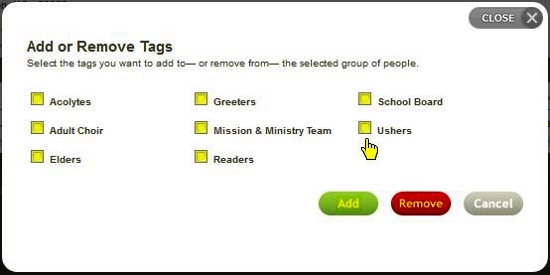 CLOSE
Add or Remove Tags
Select the tags you want to add to— or remove from— the selected group of people.
Acolytes Greeters School Board
Adult Choir Mission & Ministry Team Ushers
Elders Readers
Add Remove Cancel